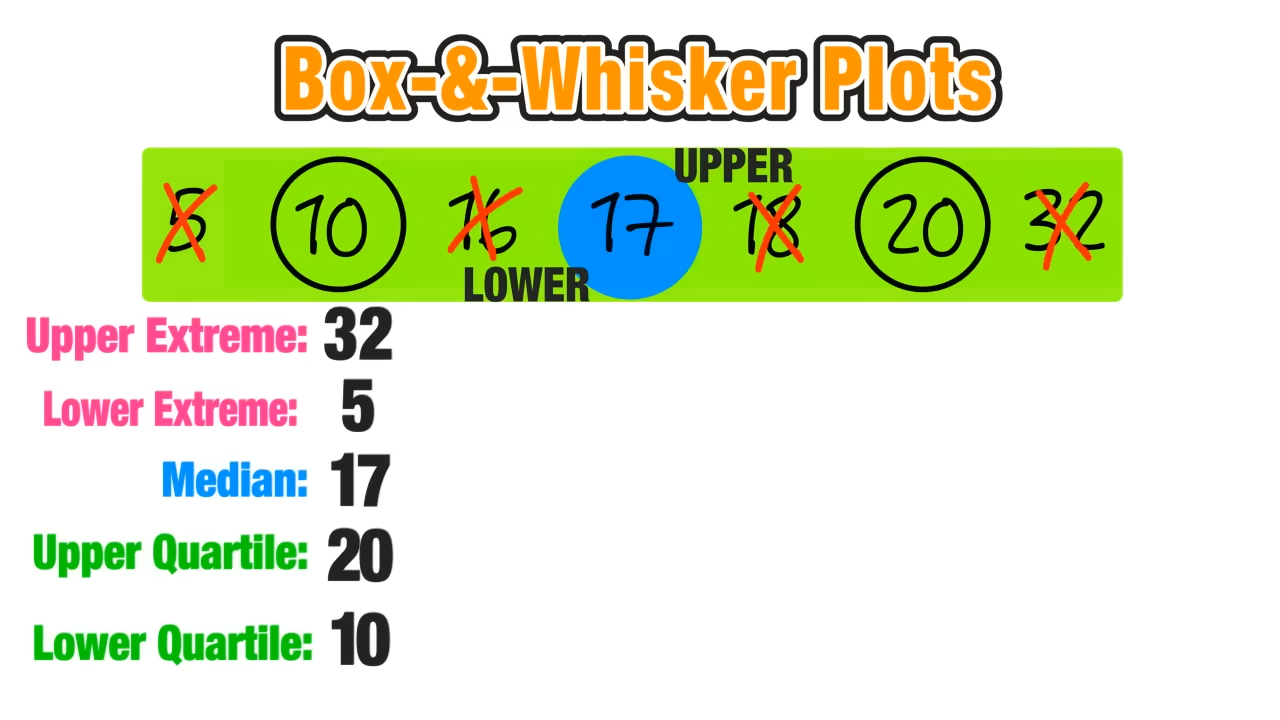 Box-&-Whisker Plots
UPPER
5 10 16 17 18 20 32
LOWER
Upper Extreme: 32
Lower Extreme: 5
Median: 17
Upper Quartile: 20
Lower Quartile: 10